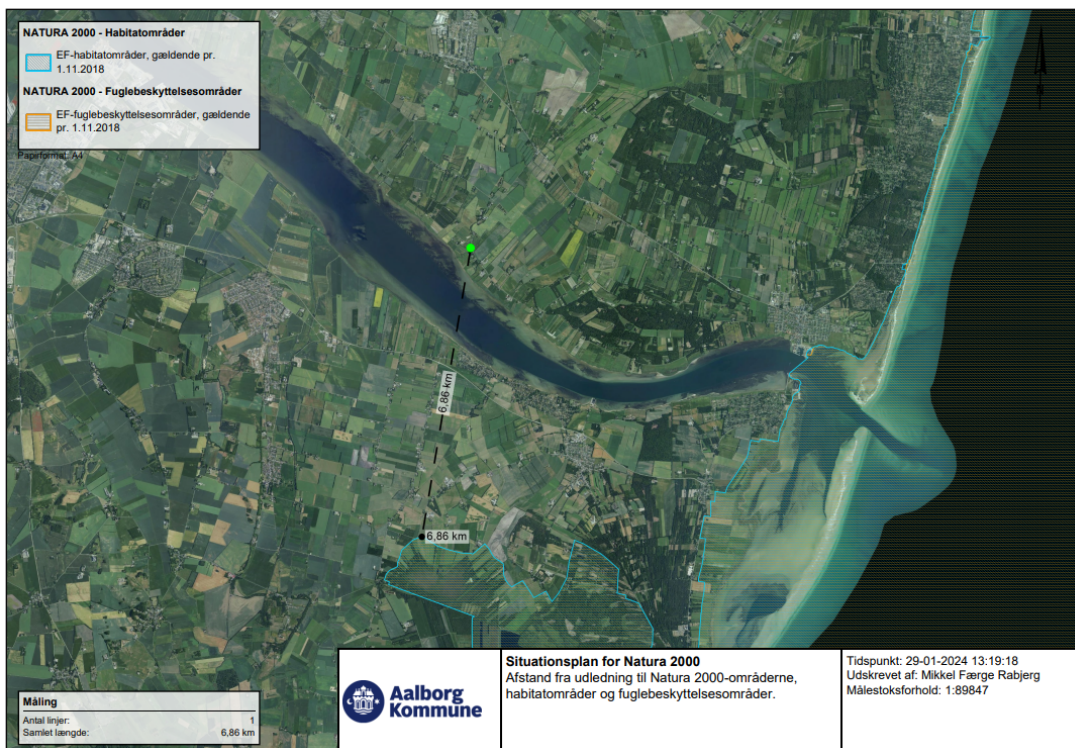 NATURA 2000 - Habitatområder
EF-habitatområder, gældende pr.
1.11.2018
NATURA 2000 - Fuglebeskyttelsesområder
EF-fuglebeskyttelsesområder, gældende
pr. 1.11.2018
Papirformat: A4
6,86 km
6,86 km
Måling
Antal linjer: 1
Samlet længde: 6,86 km
Aalborg
Kommune
Situationsplan for Natura 2000
Afstand fra udledning til Natura 2000-områderne,
habitatområder og fuglebeskyttelsesområder.
Tidspunkt: 29-01-2024 13:19:18
Udskrevet af: Mikkel Færge Rabjerg
Målestoksforhold: 1:89847